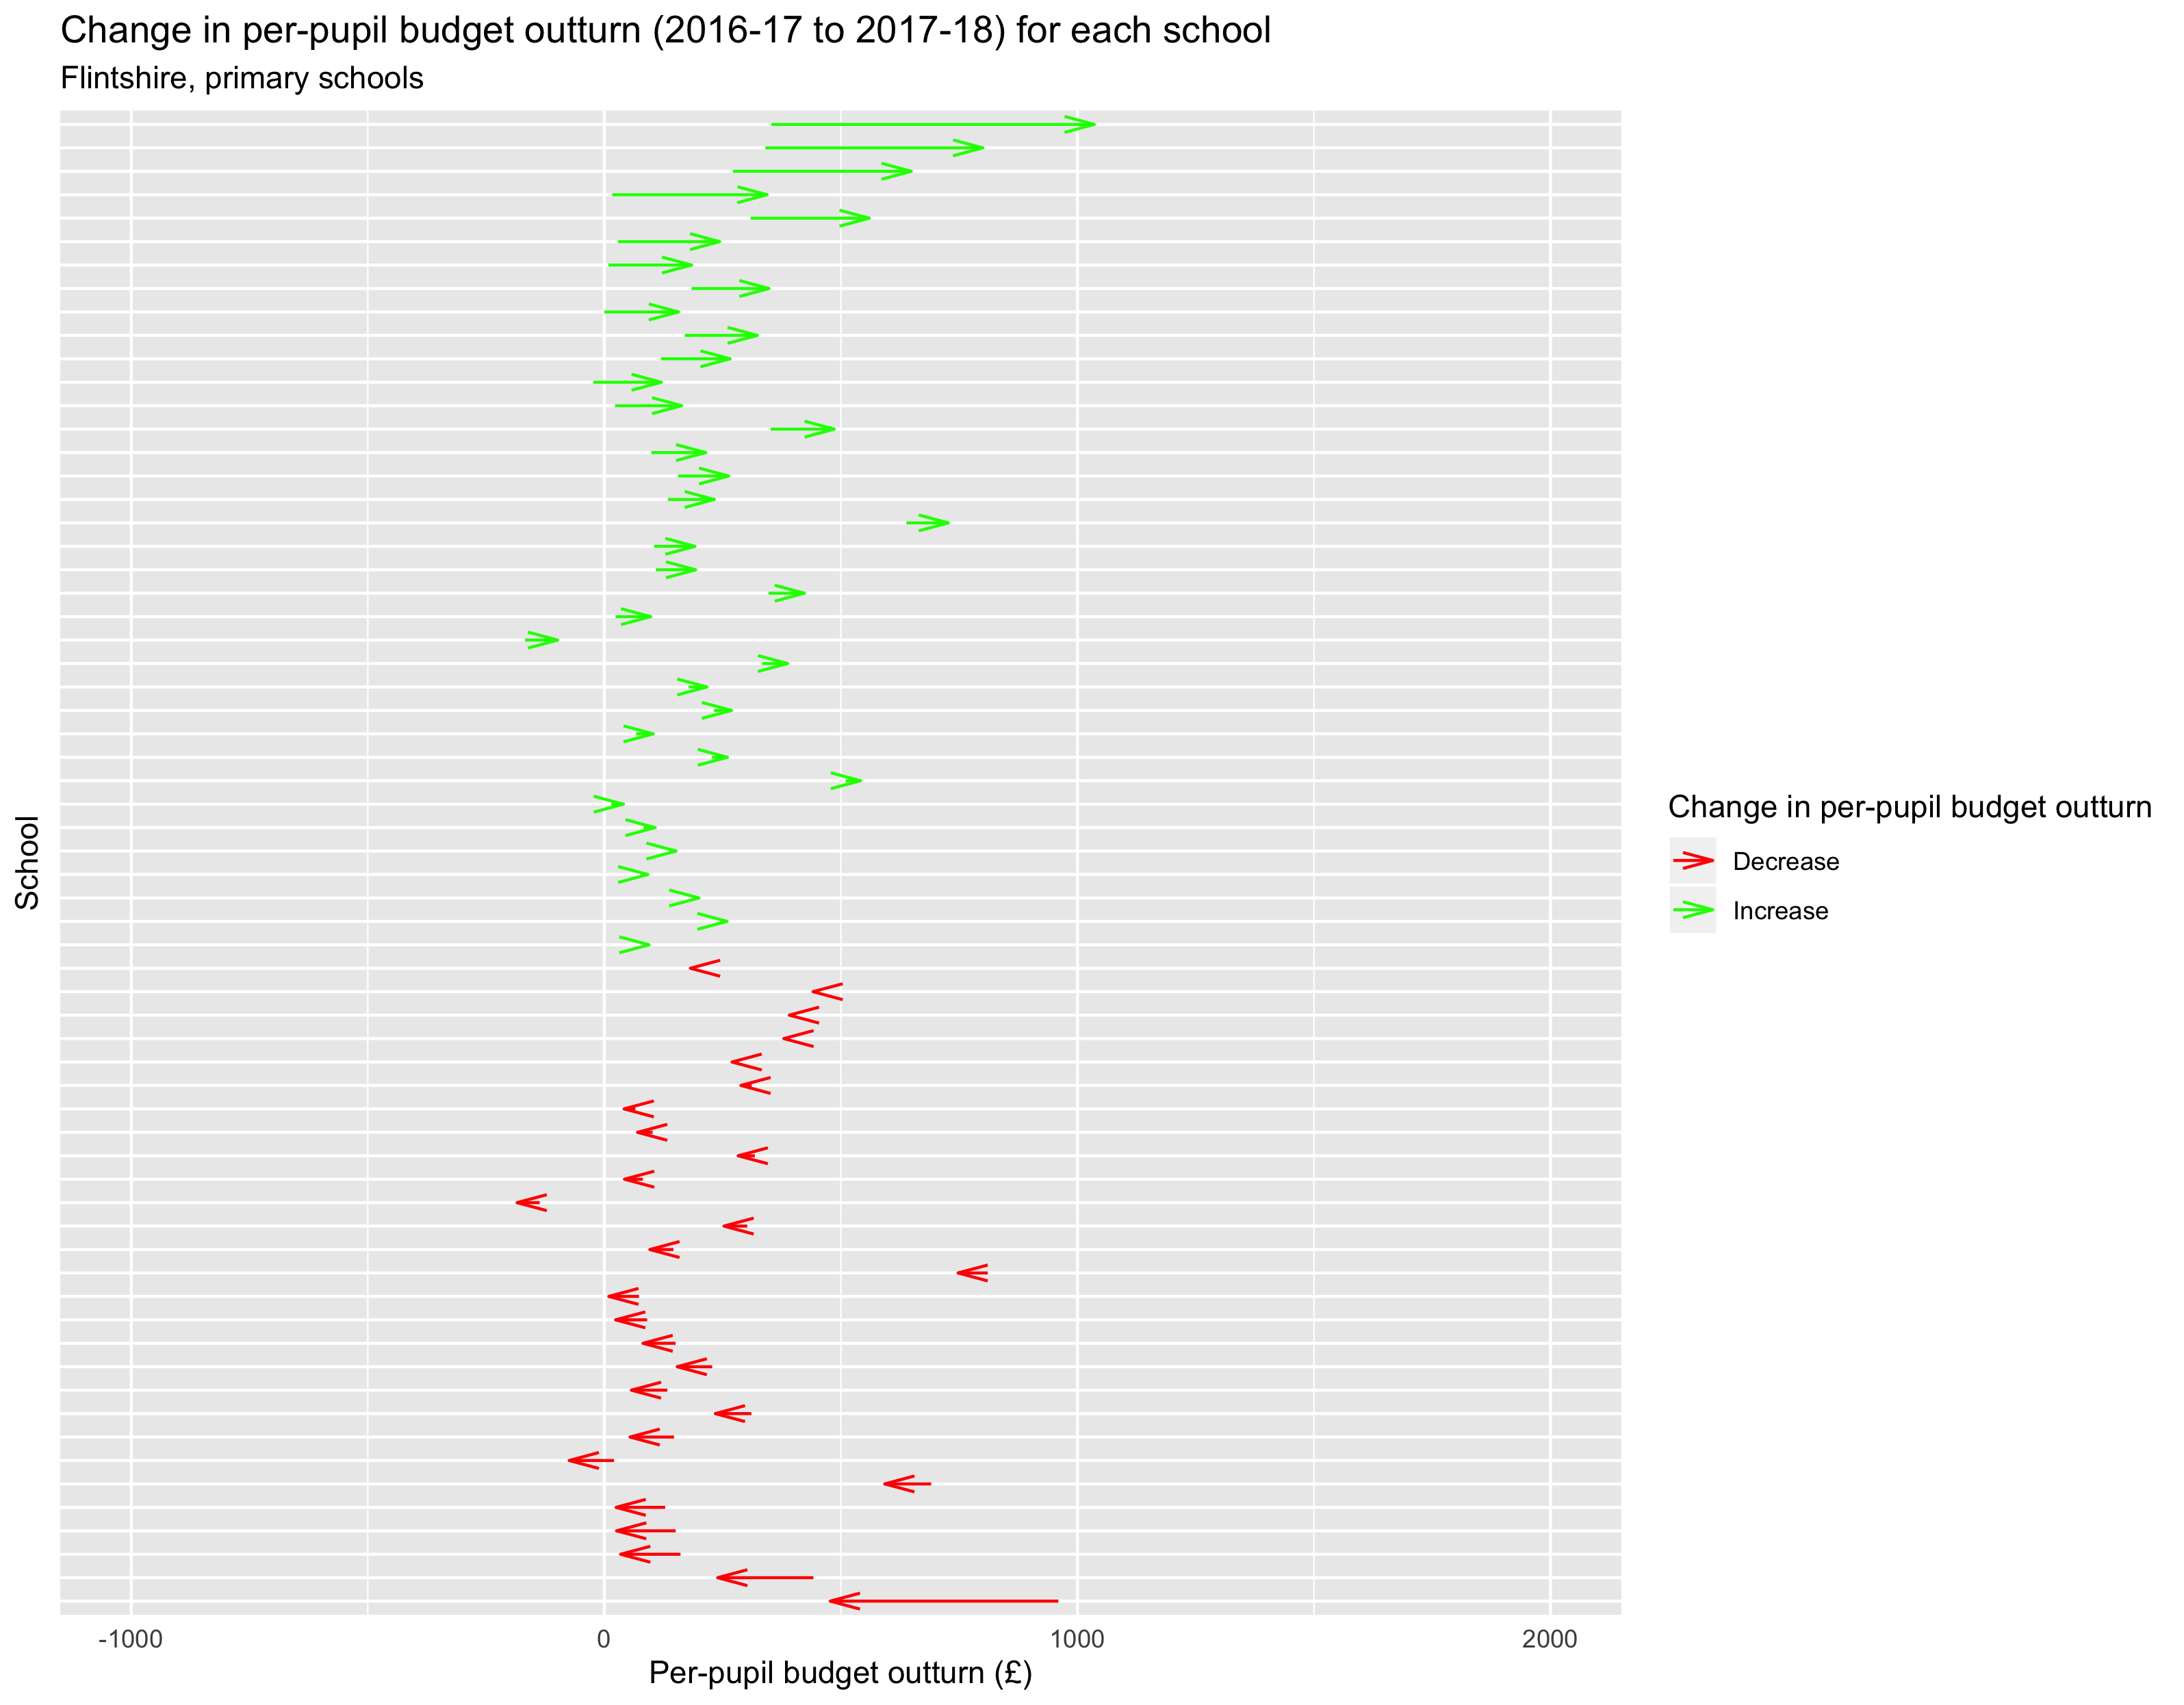 Change in per-pupil budget outturn (2016-17 to 2017-18) for each school
Flintshire, primary schools
School
Change in per-pupil budget outturn
Decrease
Increase
-1000 0 1000 2000
Per-pupil budget outturn (£)